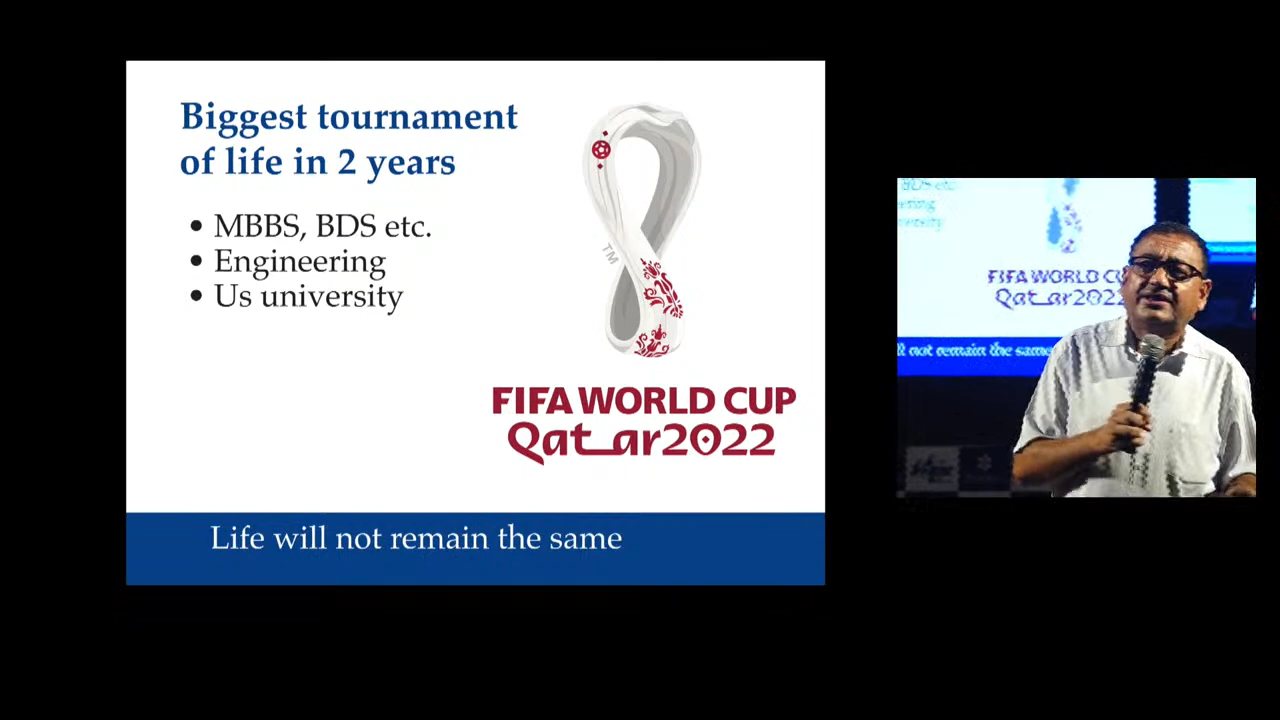 Biggest tournament
of life in 2 years
• MBBS, BDS etc.
• Engineering
• Us university
TM
FIFA WORLD CUP
Qatar2022
Life will not remain the same
FIFA WORLD CU
Qatar2022
not remain the same